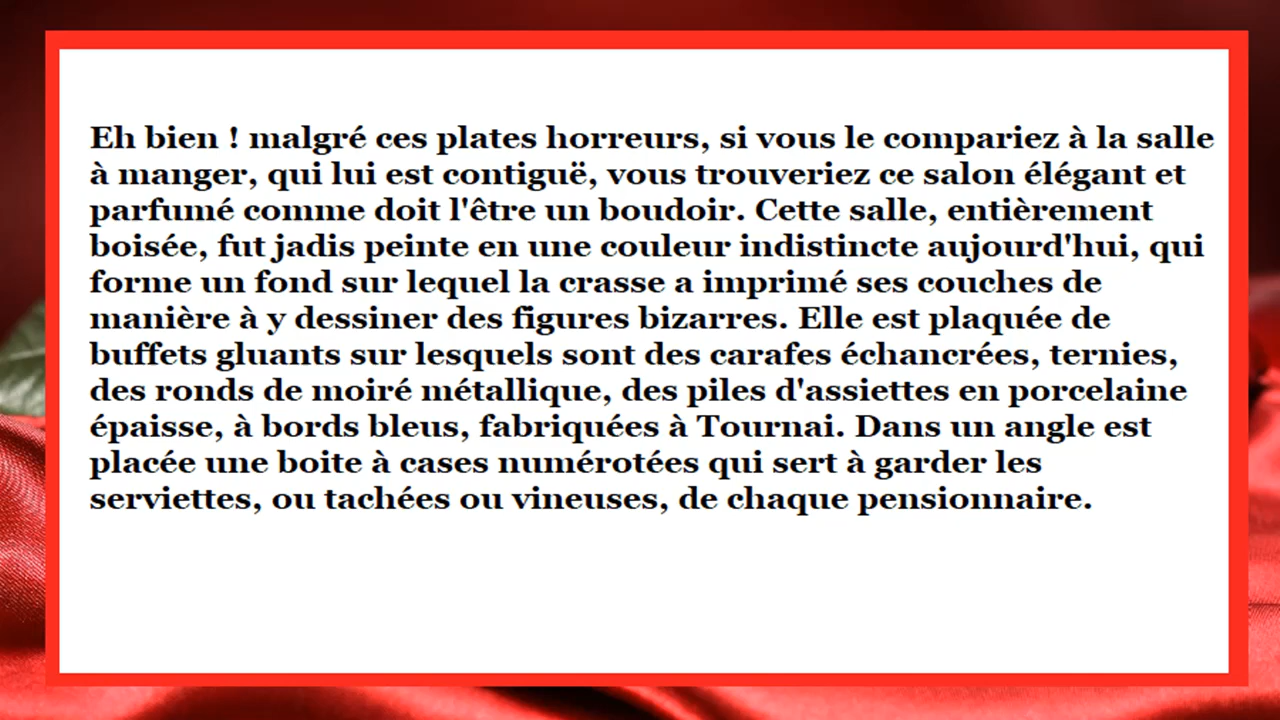 Eh bien ! malgré ces plates horreurs, si vous le compariez à la salle
à manger, qui lui est contiguë, vous trouveriez ce salon élégant et
parfumé comme doit l'être un boudoir. Cette salle, entièrement
boisée, fut jadis peinte en une couleur indistincte aujourd'hui, qui
forme un fond sur lequel la crasse a imprimé ses couches de
manière à y dessiner des figures bizarres. Elle est plaquée de
buffets gluants sur lesquels sont des carafes échancrées, ternies,
des ronds de moiré métallique, des piles d'assiettes en porcelaine
épaisse, à bords bleus, fabriquées à Tournai. Dans un angle est
placée une boite à cases numérotées qui sert à garder les
serviettes, ou tachées ou vineuses, de chaque pensionnaire.